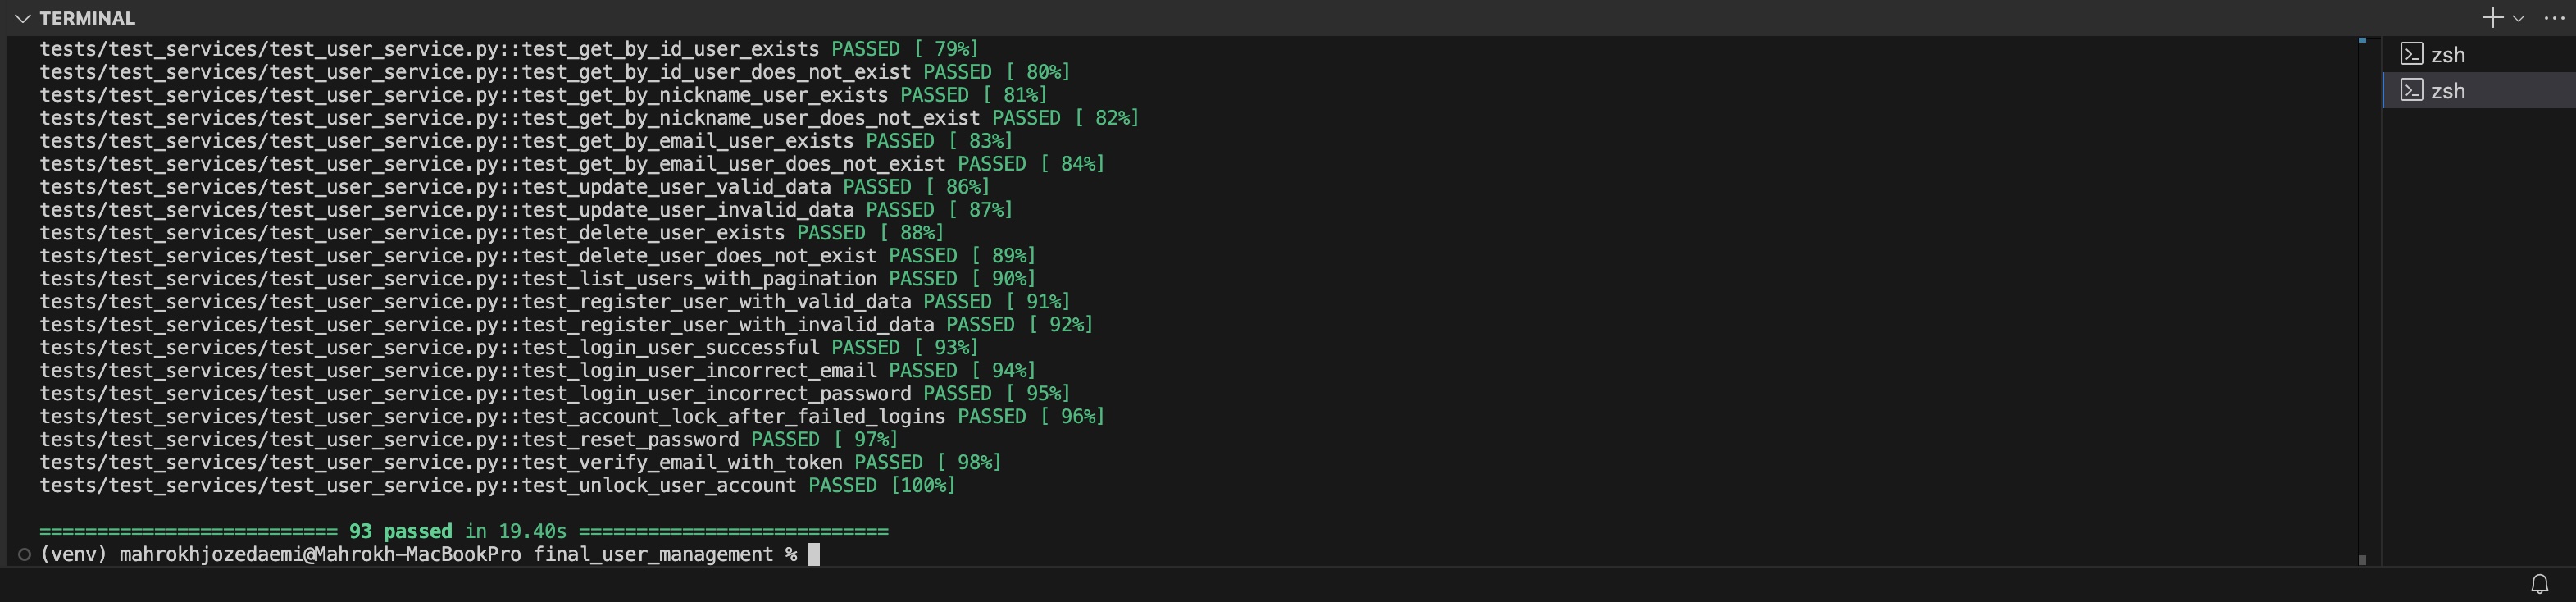 TERMINAL
tests/test_services/test_user_service.py::test_get_by_id_user_exists PASSED [ 79%]
tests/test_services/test_user_service.py::test_get_by_id_user_does_not_exist PASSED [ 80%]
tests/test_services/test_user_service.py::test_get_by_nickname_user_exists PASSED [ 81%]
tests/test_services/test_user_service.py::test_get_by_nickname_user_does_not_exist PASSED [ 82%]
tests/test_services/test_user_service.py::test_get_by_email_user_exists PASSED [ 83%]
tests/test_services/test_user_service.py::test_get_by_email_user_does_not_exist PASSED [ 84%]
tests/test_services/test_user_service.py::test_update_user_valid_data PASSED [ 86%]
tests/test_services/test_user_service.py::test_update_user_invalid_data PASSED [ 87%]
tests/test_services/test_user_service.py::test_delete_user_exists PASSED [ 88%]
tests/test_services/test_user_service.py::test_delete_user_does_not_exist PASSED [ 89%]
tests/test_services/test_user_service.py::test_list_users_with_pagination PASSED [ 90%]
tests/test_services/test_user_service.py::test_register_user_with_valid_data PASSED [ 91%]
tests/test_services/test_user_service.py::test_register_user_with_invalid_data PASSED [ 92%]
tests/test_services/test_user_service.py::test_login_user_successful PASSED [ 93%]
tests/test_services/test_user_service.py::test_login_user_incorrect_email PASSED [ 94%]
tests/test_services/test_user_service.py::test_login_user_incorrect_password PASSED [ 95%]
tests/test_services/test_user_service.py::test_account_lock_after_failed_logins PASSED [ 96%]
tests/test_services/test_user_service.py::test_reset_password PASSED [ 97%]
tests/test_services/test_user_service.py::test_verify_email_with_token PASSED [ 98%]
tests/test_services/test_user_service.py::test_unlock_user_account PASSED [100%]
========================== 93 passed in 19.40s ===========================
(venv) mahrokhjozedaemi@Mahrokh-MacBookPro final_user_management %
zsh
zsh